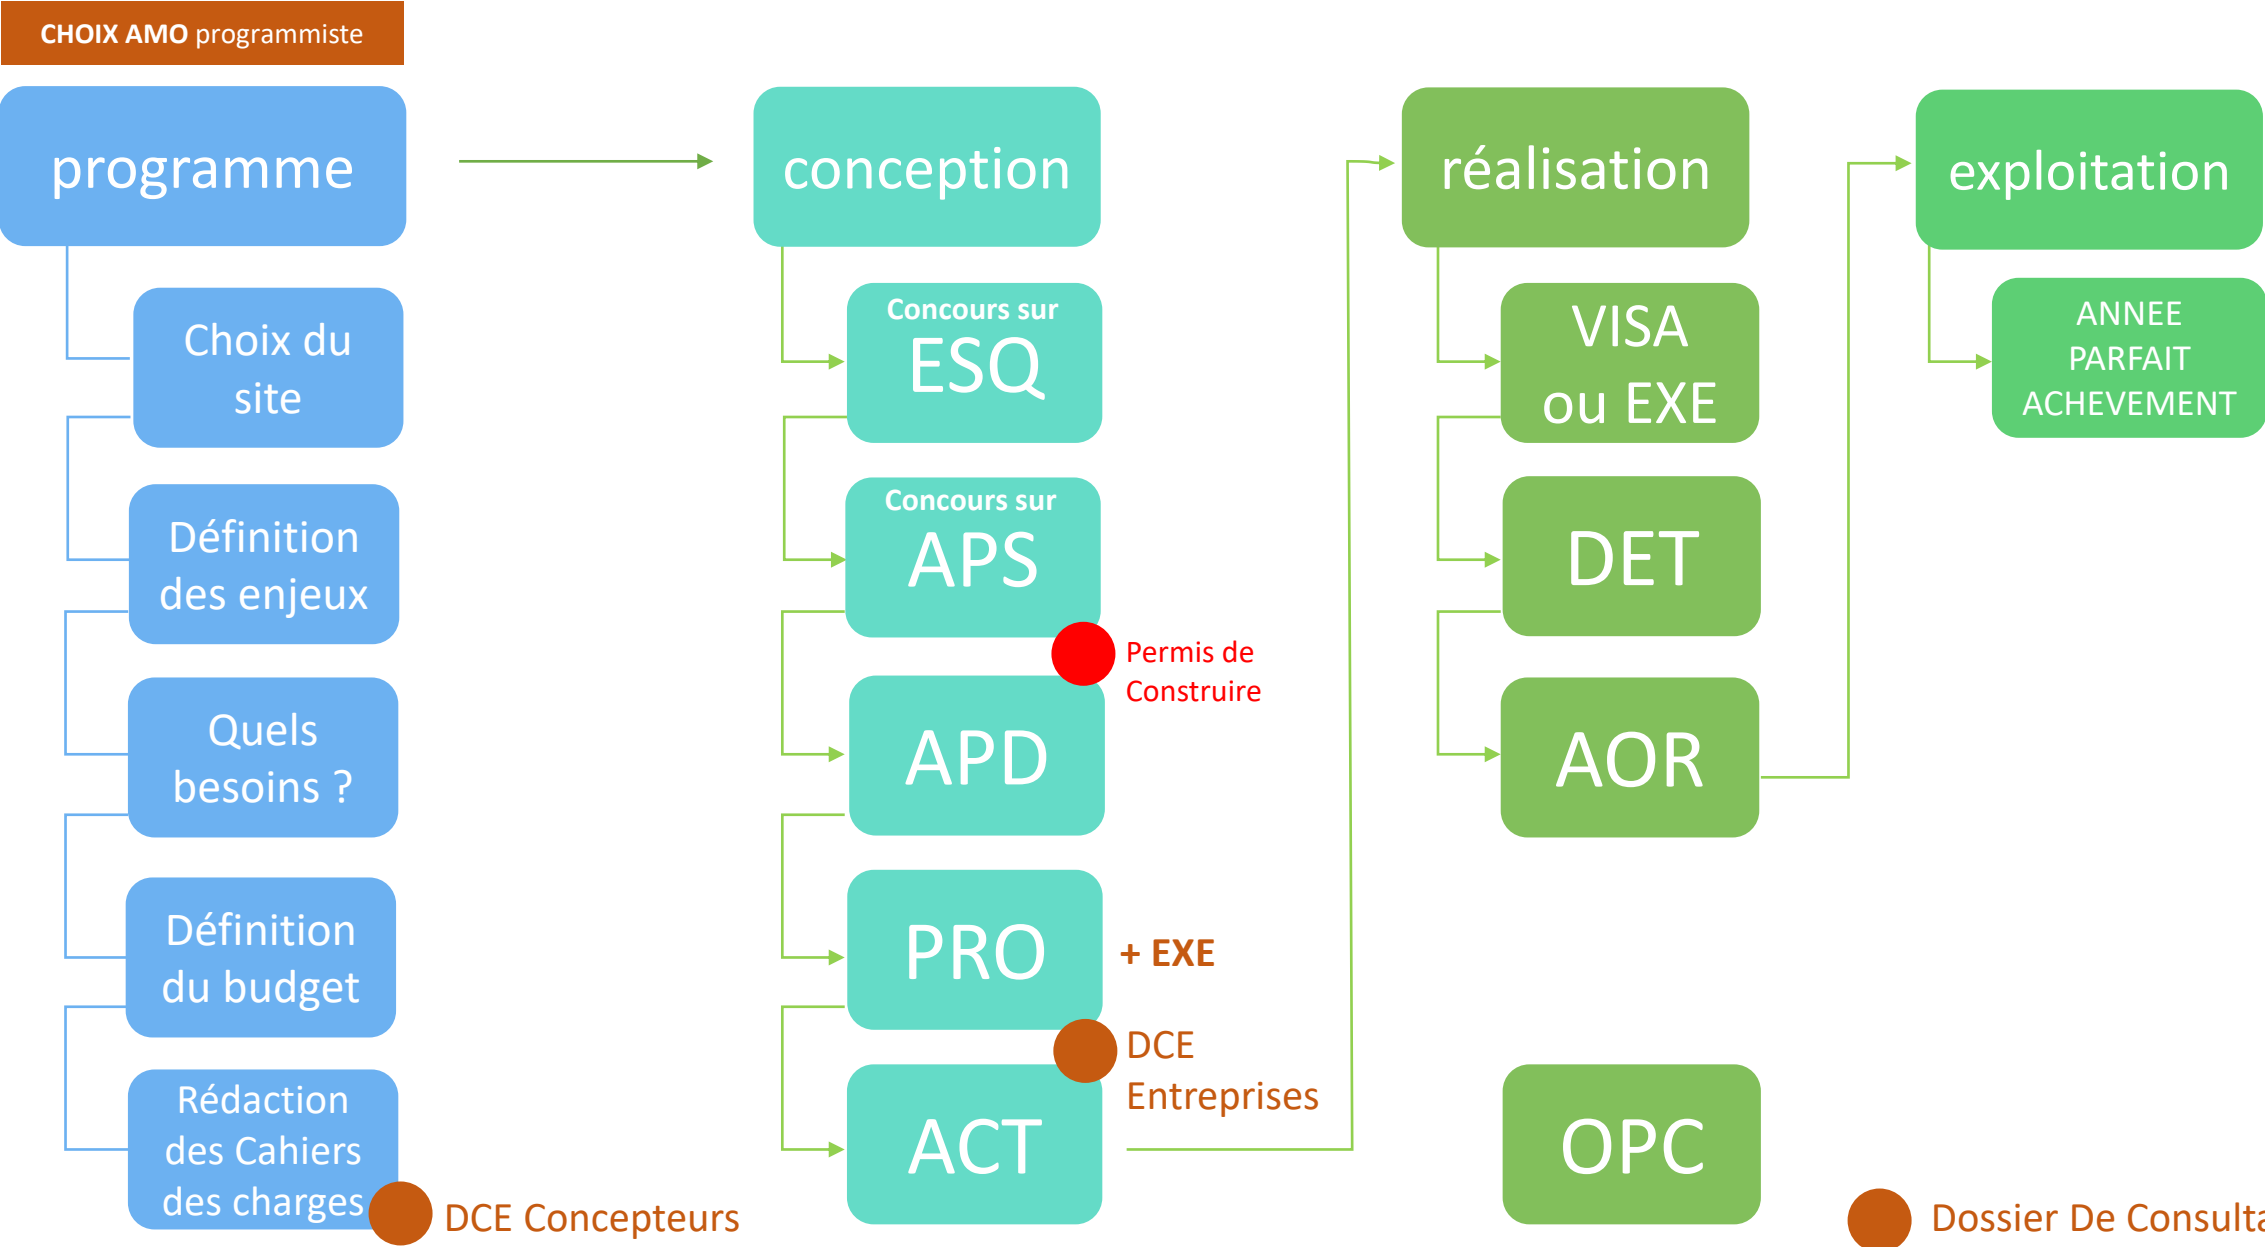 CHOIX AMO programmiste
programme
Choix du
site
Définition
des enjeux
Quels
besoins ?
Définition
du budget
Rédaction
des Cahiers
des charges
DCE Concepteurs
conception
Concours sur
ESQ
Concours sur
APS
Permis de
Construire
APD
PRO
+ EXE
DCE
Entreprises
ACT
réalisation
VISA
ou EXE
DET
AOR
OPC
exploitation
ANNEE
PARFAIT
ACHEVEMENT
Dossier De